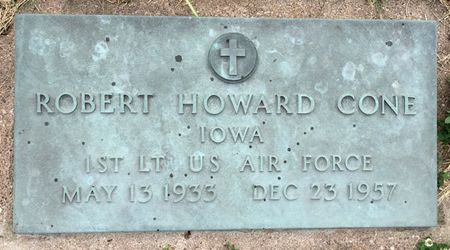 ROBERT HOWARD CONE
IOWA
1ST LT US AIR FORCE
MAY 13 1933 DEC 23 1957